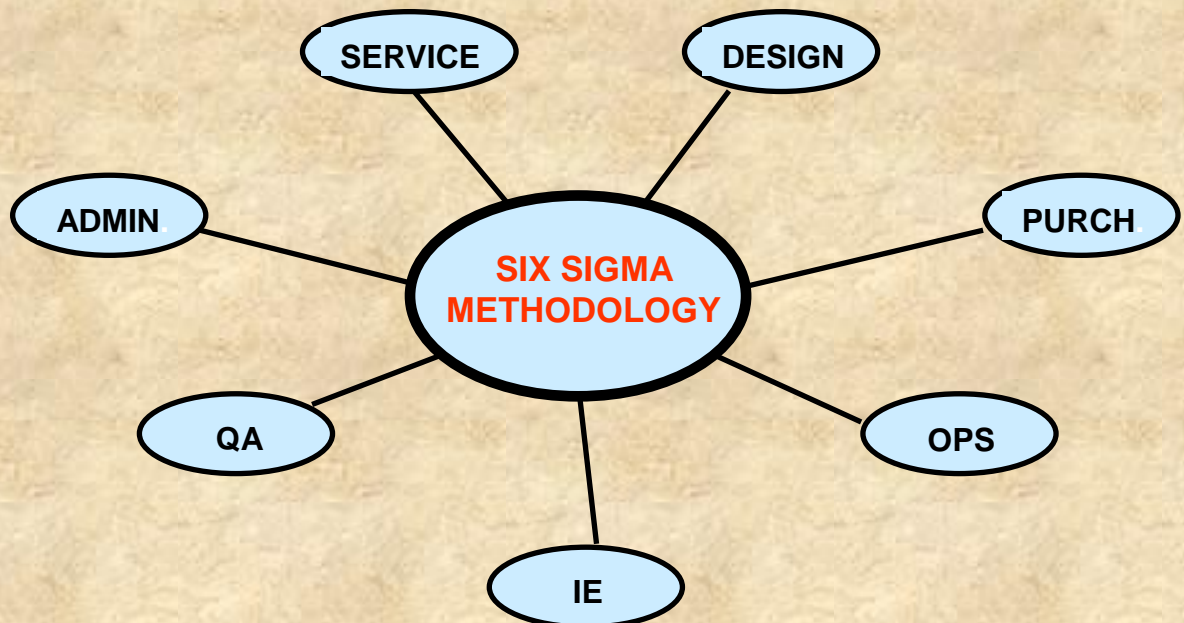 SERVICE
DESIGN
ADMIN.
PURCH.
SIX SIGMA
METHODOLOGY
QA
OPS
IE